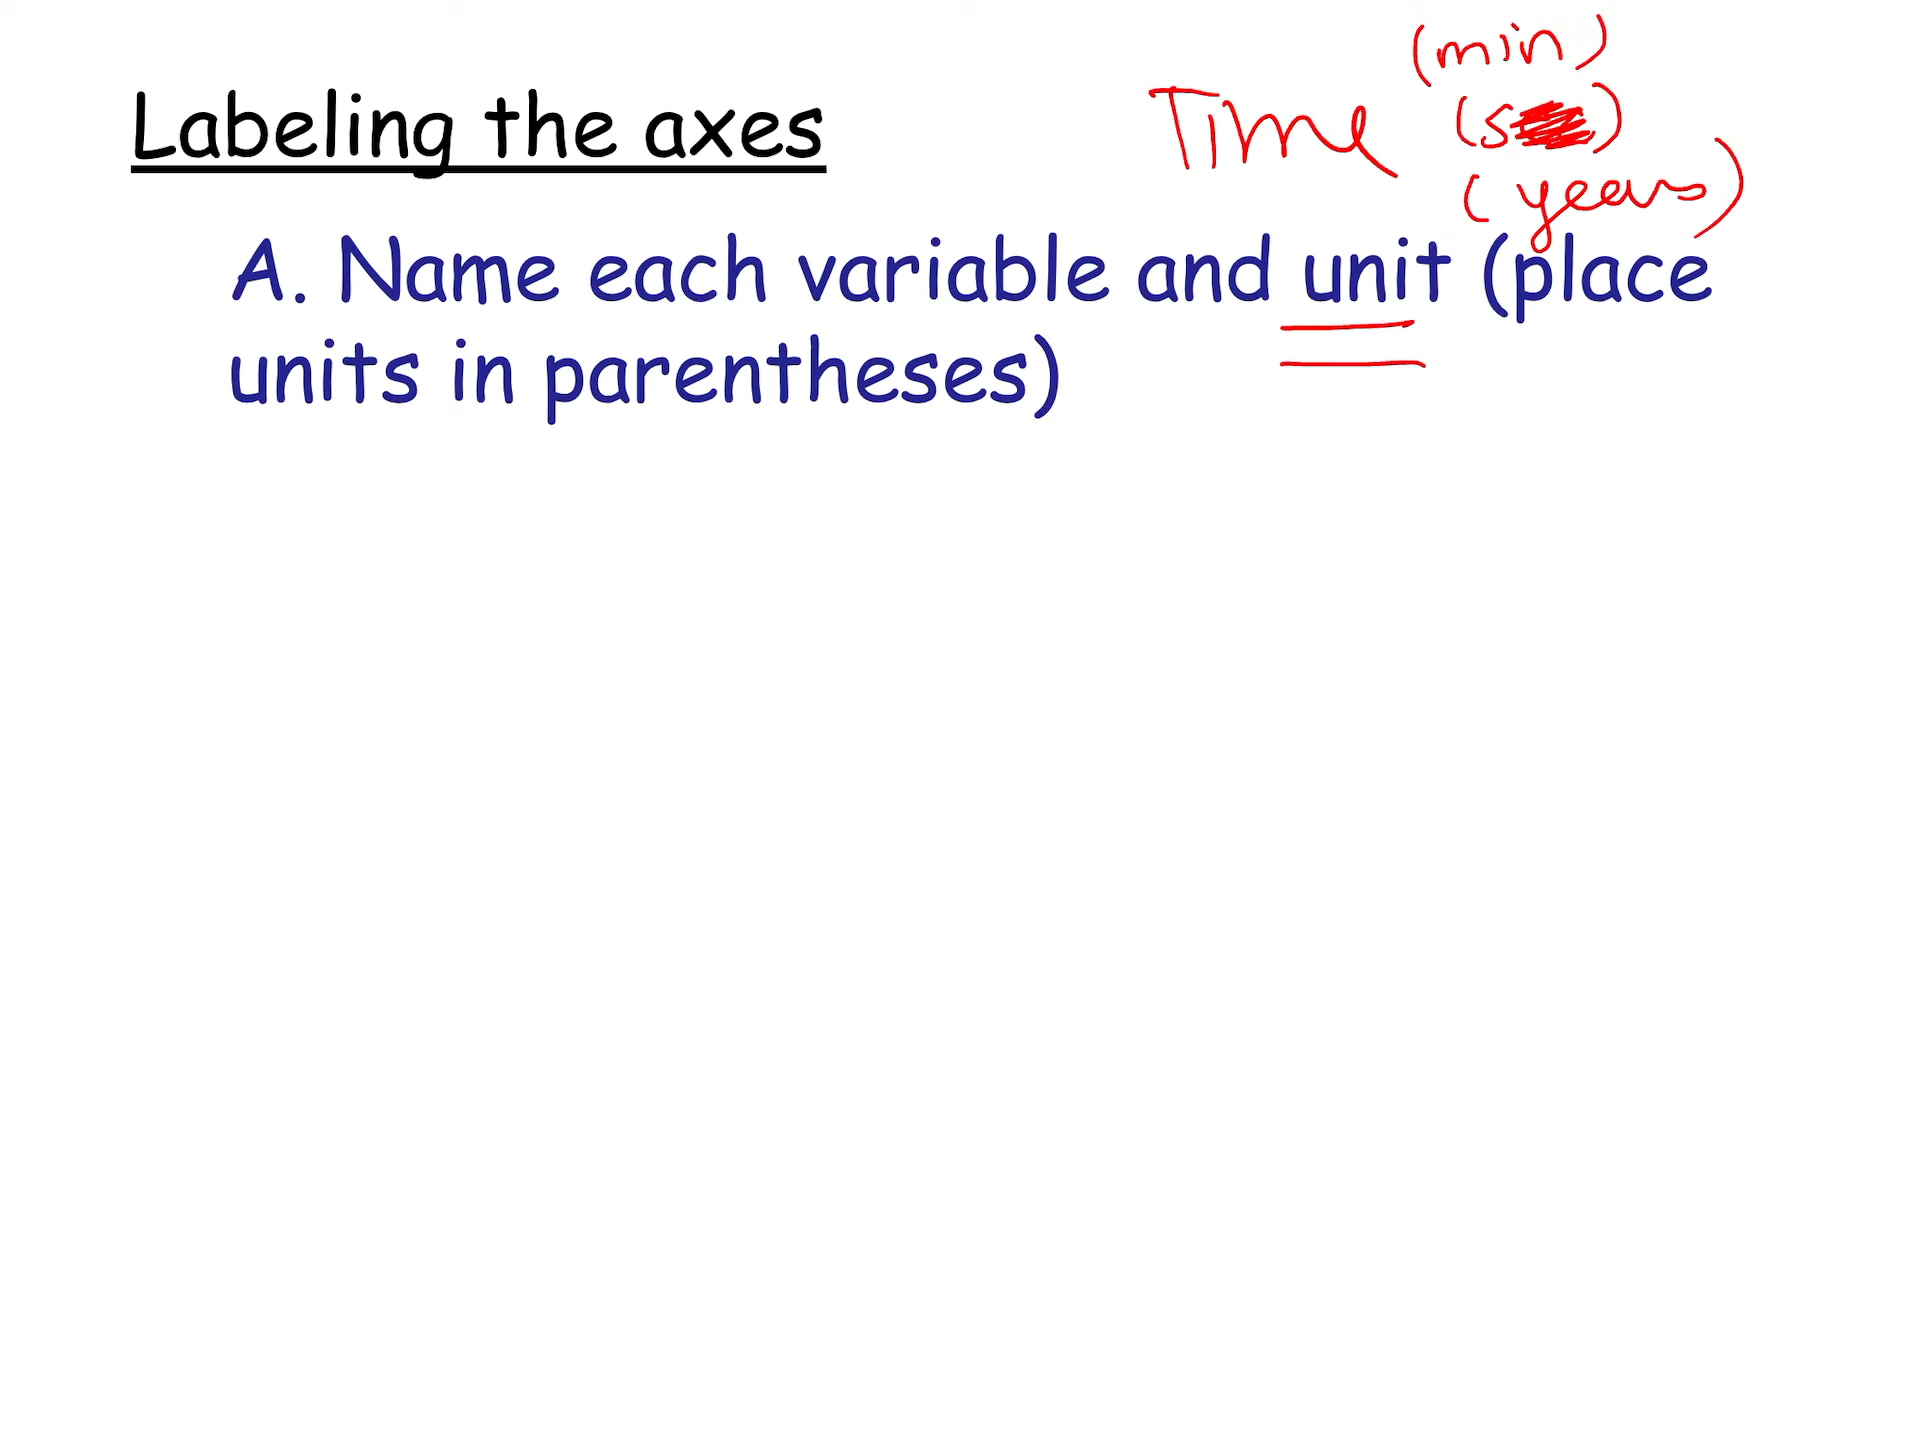 Labeling the axes
Time
(min)
(s)
(years)
A. Name each variable and unit (place
units in parentheses)